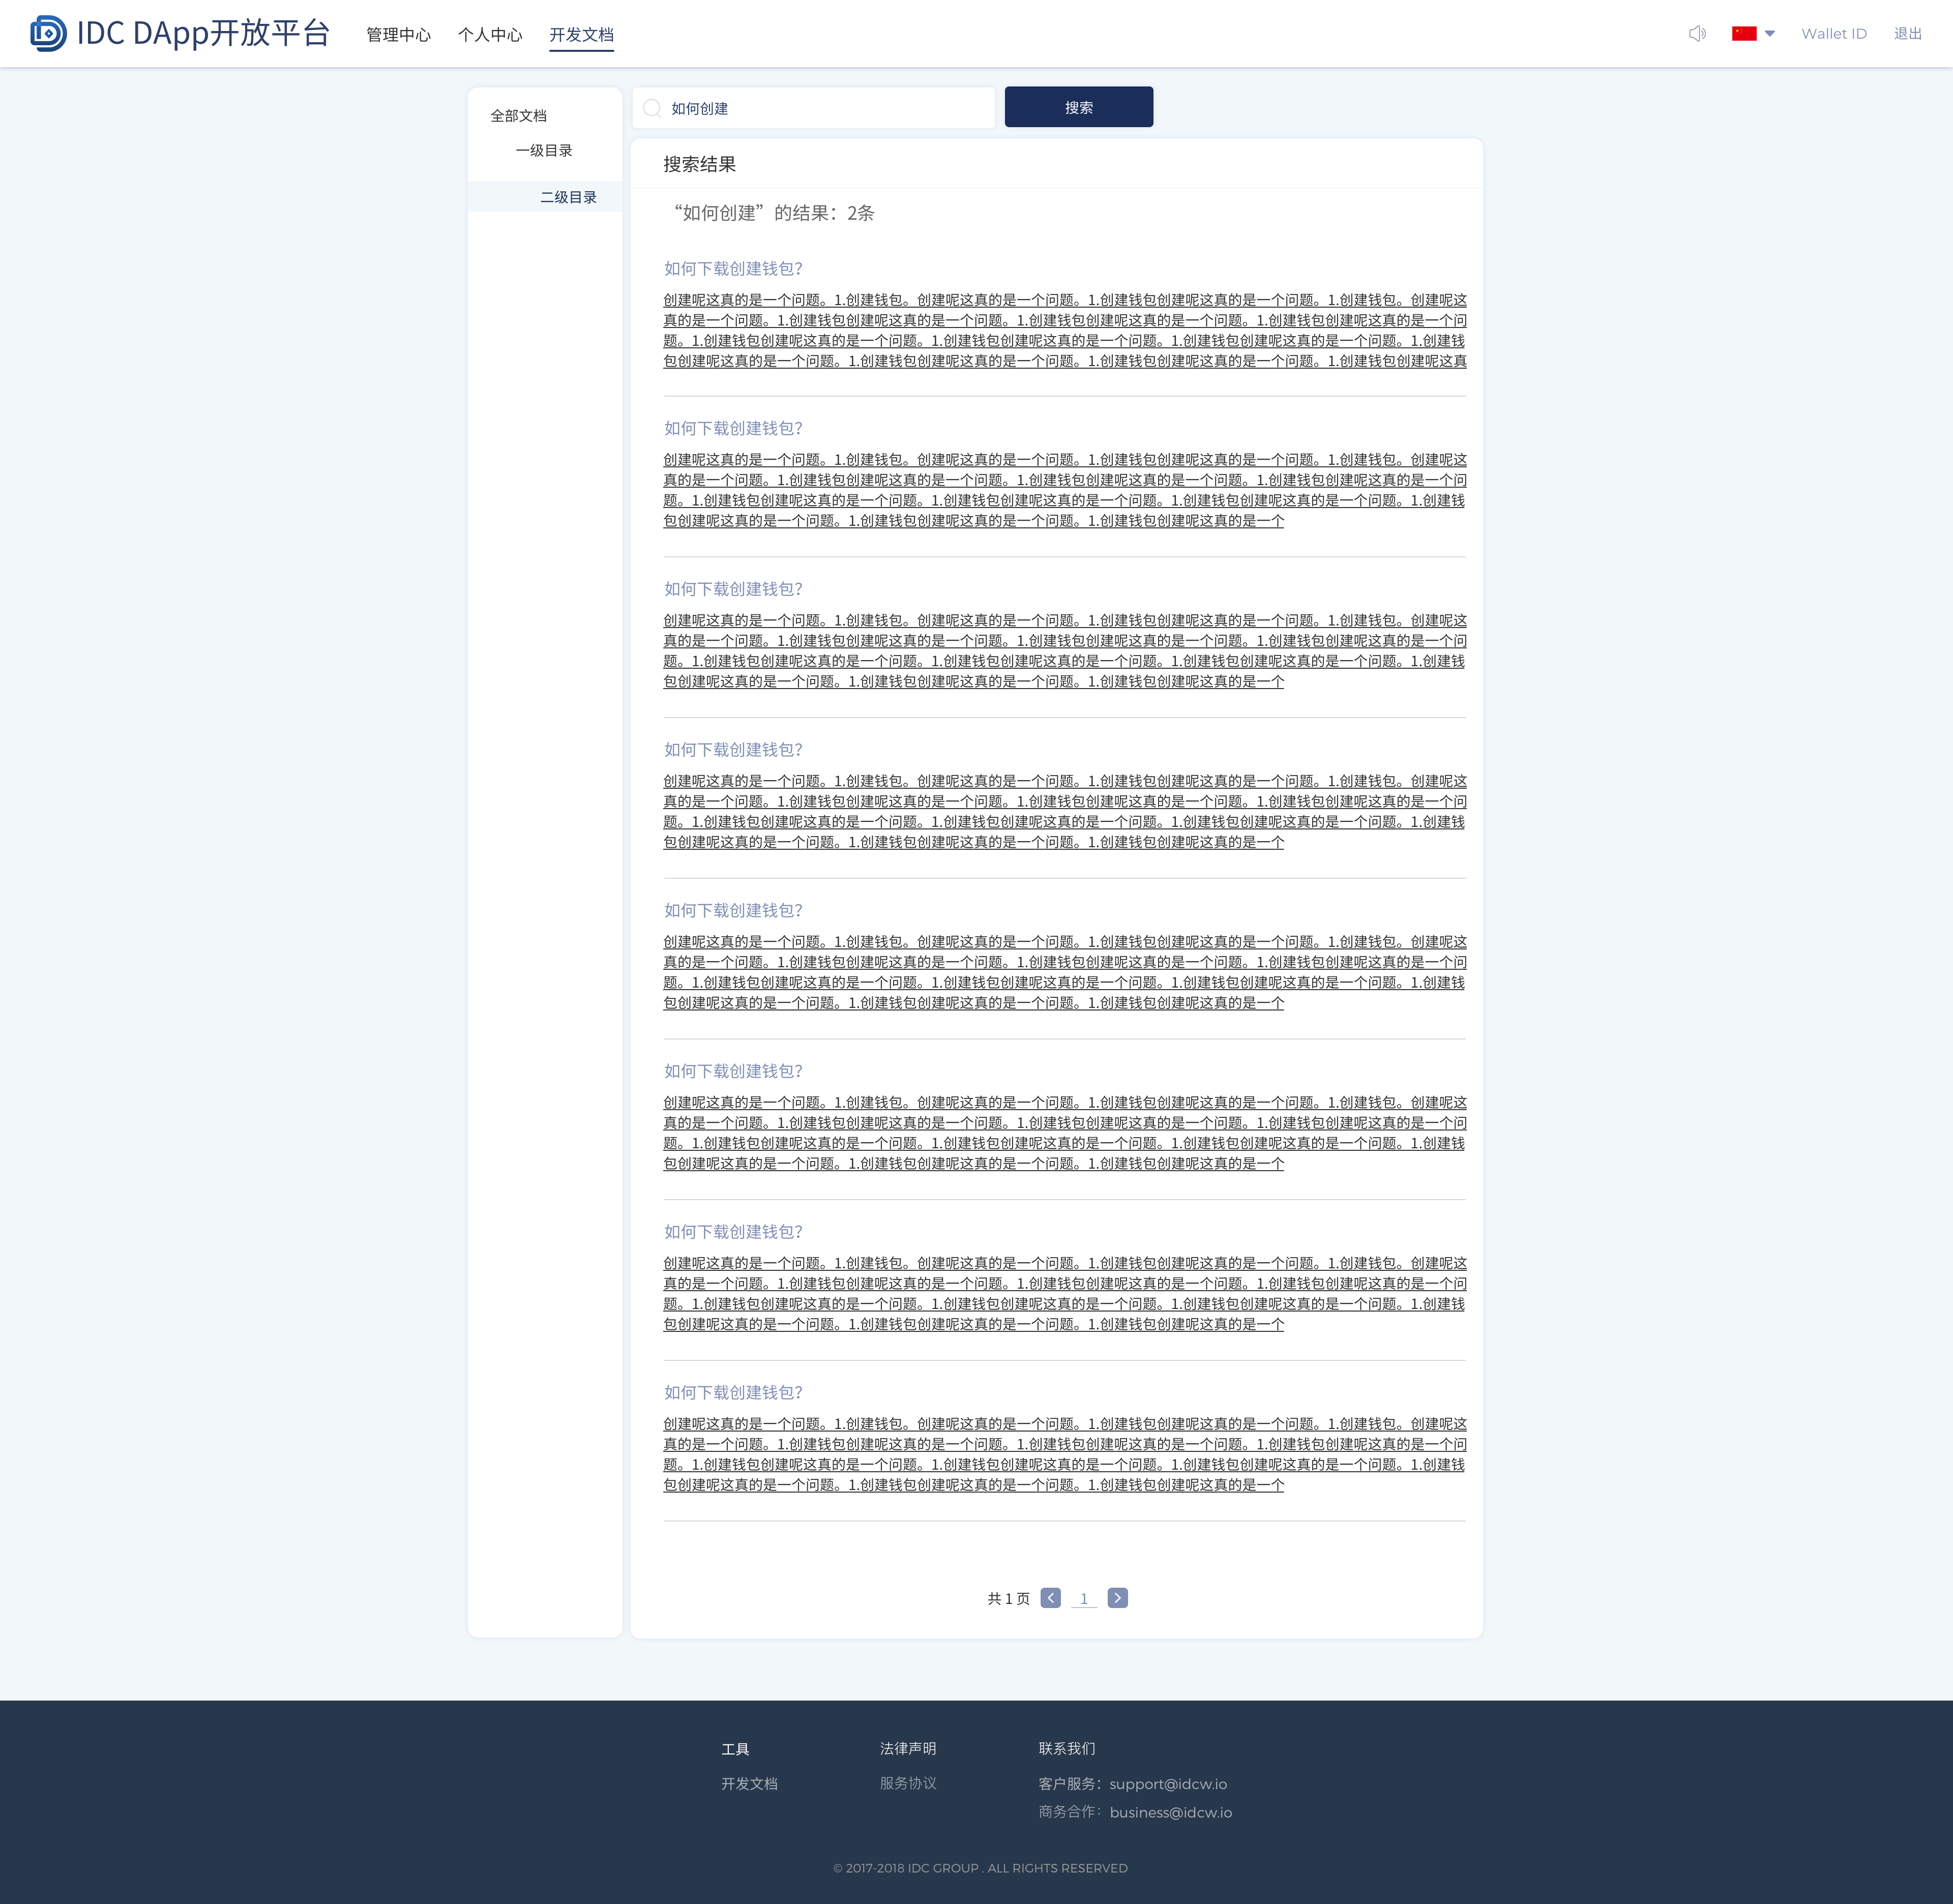 IDC DApp开放平台
管理中心 个人中心 开发文档
Wallet ID 退出
全部文档
一级目录
二级目录
如何创建
搜索
搜索结果
“如何创建”的结果：2条
如何下载创建钱包？
创建呢这真的是一个问题。1.创建钱包。创建呢这真的是一个问题。1.创建钱包创建呢这真的是一个问题。1.创建钱包。创建呢这
真的是一个问题。1.创建钱包创建呢这真的是一个问题。1.创建钱包创建呢这真的是一个问题。1.创建钱包创建呢这真的是一个问
题。1.创建钱包创建呢这真的是一个问题。1.创建钱包创建呢这真的是一个问题。1.创建钱包创建呢这真的是一个问题。1.创建钱
包创建呢这真的是一个问题。1.创建钱包创建呢这真的是一个问题。1.创建钱包创建呢这真的是一个问题。1.创建钱包创建呢这真
如何下载创建钱包？
创建呢这真的是一个问题。1.创建钱包。创建呢这真的是一个问题。1.创建钱包创建呢这真的是一个问题。1.创建钱包。创建呢这
真的是一个问题。1.创建钱包创建呢这真的是一个问题。1.创建钱包创建呢这真的是一个问题。1.创建钱包创建呢这真的是一个问
题。1.创建钱包创建呢这真的是一个问题。1.创建钱包创建呢这真的是一个问题。1.创建钱包创建呢这真的是一个问题。1.创建钱
包创建呢这真的是一个问题。1.创建钱包创建呢这真的是一个问题。1.创建钱包创建呢这真的是一个
如何下载创建钱包？
创建呢这真的是一个问题。1.创建钱包。创建呢这真的是一个问题。1.创建钱包创建呢这真的是一个问题。1.创建钱包。创建呢这
真的是一个问题。1.创建钱包创建呢这真的是一个问题。1.创建钱包创建呢这真的是一个问题。1.创建钱包创建呢这真的是一个问
题。1.创建钱包创建呢这真的是一个问题。1.创建钱包创建呢这真的是一个问题。1.创建钱包创建呢这真的是一个问题。1.创建钱
包创建呢这真的是一个问题。1.创建钱包创建呢这真的是一个问题。1.创建钱包创建呢这真的是一个
如何下载创建钱包？
创建呢这真的是一个问题。1.创建钱包。创建呢这真的是一个问题。1.创建钱包创建呢这真的是一个问题。1.创建钱包。创建呢这
真的是一个问题。1.创建钱包创建呢这真的是一个问题。1.创建钱包创建呢这真的是一个问题。1.创建钱包创建呢这真的是一个问
题。1.创建钱包创建呢这真的是一个问题。1.创建钱包创建呢这真的是一个问题。1.创建钱包创建呢这真的是一个问题。1.创建钱
包创建呢这真的是一个问题。1.创建钱包创建呢这真的是一个问题。1.创建钱包创建呢这真的是一个
如何下载创建钱包？
创建呢这真的是一个问题。1.创建钱包。创建呢这真的是一个问题。1.创建钱包创建呢这真的是一个问题。1.创建钱包。创建呢这
真的是一个问题。1.创建钱包创建呢这真的是一个问题。1.创建钱包创建呢这真的是一个问题。1.创建钱包创建呢这真的是一个问
题。1.创建钱包创建呢这真的是一个问题。1.创建钱包创建呢这真的是一个问题。1.创建钱包创建呢这真的是一个问题。1.创建钱
包创建呢这真的是一个问题。1.创建钱包创建呢这真的是一个问题。1.创建钱包创建呢这真的是一个
如何下载创建钱包？
创建呢这真的是一个问题。1.创建钱包。创建呢这真的是一个问题。1.创建钱包创建呢这真的是一个问题。1.创建钱包。创建呢这
真的是一个问题。1.创建钱包创建呢这真的是一个问题。1.创建钱包创建呢这真的是一个问题。1.创建钱包创建呢这真的是一个问
题。1.创建钱包创建呢这真的是一个问题。1.创建钱包创建呢这真的是一个问题。1.创建钱包创建呢这真的是一个问题。1.创建钱
包创建呢这真的是一个问题。1.创建钱包创建呢这真的是一个问题。1.创建钱包创建呢这真的是一个
如何下载创建钱包？
创建呢这真的是一个问题。1.创建钱包。创建呢这真的是一个问题。1.创建钱包创建呢这真的是一个问题。1.创建钱包。创建呢这
真的是一个问题。1.创建钱包创建呢这真的是一个问题。1.创建钱包创建呢这真的是一个问题。1.创建钱包创建呢这真的是一个问
题。1.创建钱包创建呢这真的是一个问题。1.创建钱包创建呢这真的是一个问题。1.创建钱包创建呢这真的是一个问题。1.创建钱
包创建呢这真的是一个问题。1.创建钱包创建呢这真的是一个问题。1.创建钱包创建呢这真的是一个
如何下载创建钱包？
创建呢这真的是一个问题。1.创建钱包。创建呢这真的是一个问题。1.创建钱包创建呢这真的是一个问题。1.创建钱包。创建呢这
真的是一个问题。1.创建钱包创建呢这真的是一个问题。1.创建钱包创建呢这真的是一个问题。1.创建钱包创建呢这真的是一个问
题。1.创建钱包创建呢这真的是一个问题。1.创建钱包创建呢这真的是一个问题。1.创建钱包创建呢这真的是一个问题。1.创建钱
包创建呢这真的是一个问题。1.创建钱包创建呢这真的是一个问题。1.创建钱包创建呢这真的是一个
共 1 页 1
工具
开发文档
法律声明
服务协议
联系我们
客户服务：support@idcw.io
商务合作：business@idcw.io
© 2017-2018 IDC GROUP . ALL RIGHTS RESERVED